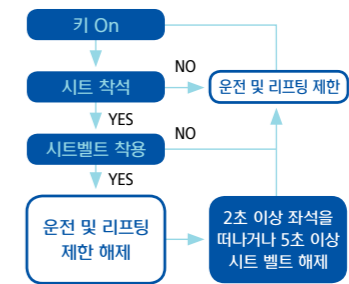 키 On
시트 착석
NO
운전 및 리프팅 제한
YES
시트벨트 착용
NO
YES
운전 및 리프팅
제한 해제
2초 이상 좌석을
떠나거나 5초 이상
시트 벨트 해제